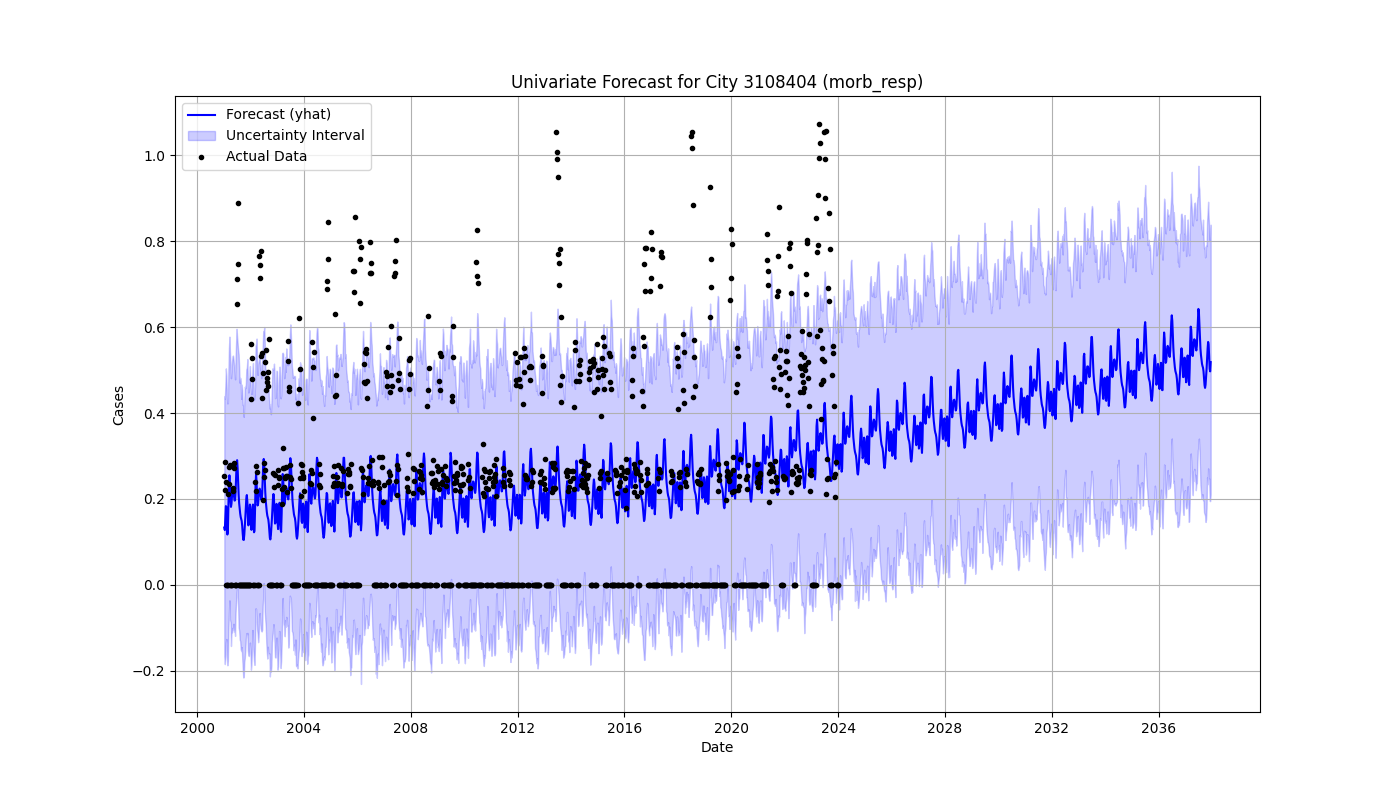 Univariate Forecast for City 3108404 (morb_resp)
Forecast (yhat)
Uncertainty Interval
Actual Data
1.0
0.8
0.6
0.4
0.2
0.0
−0.2
Cases
2000 2004 2008 2012 2016 2020 2024 2028 2032 2036
Date